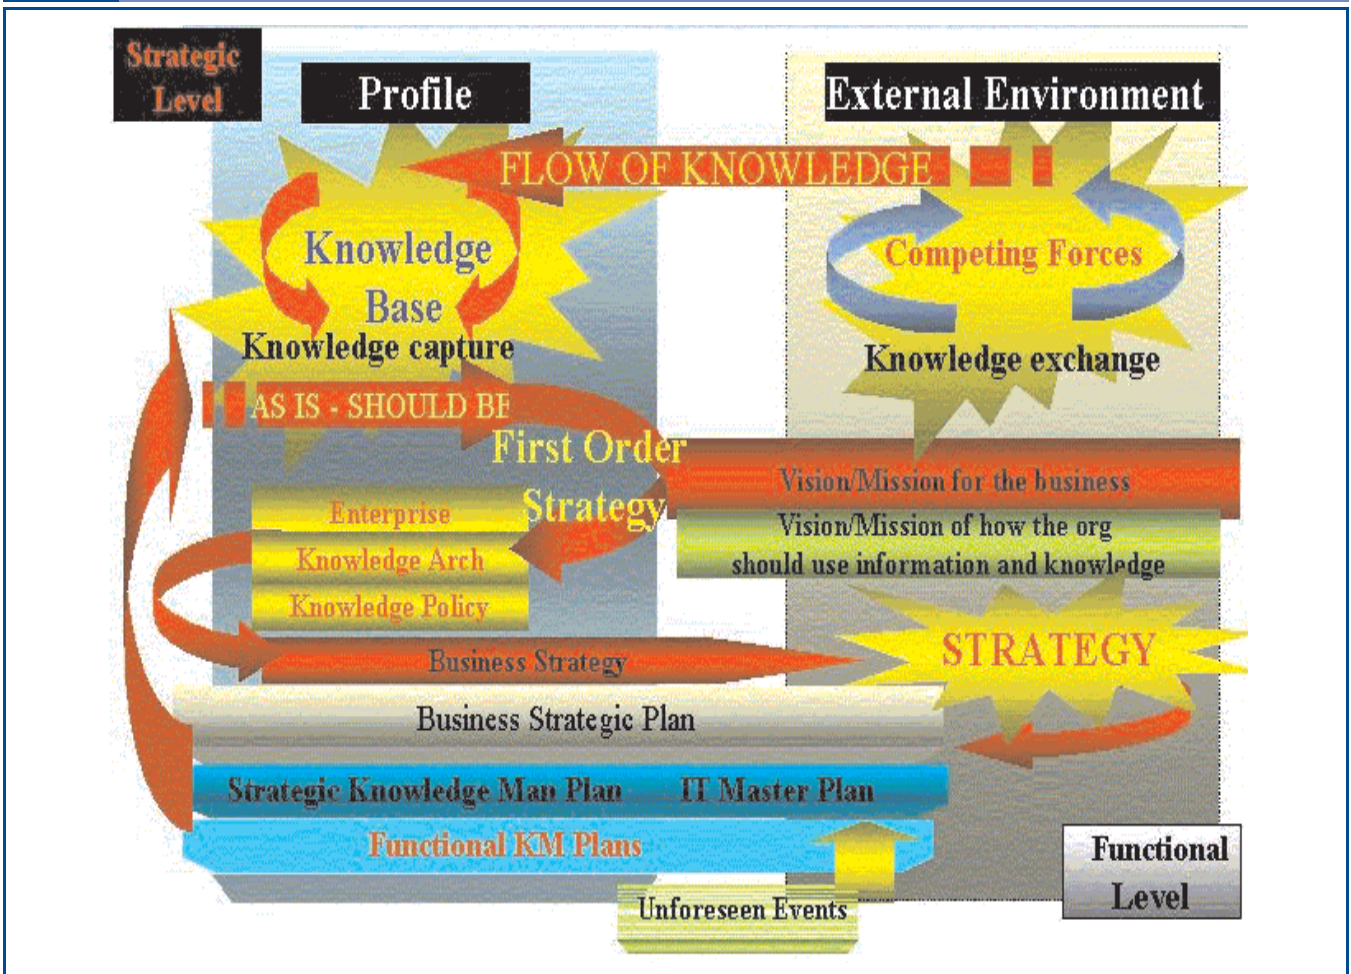 Strategic
Level
Profile
External Environment
FLOW OF KNOWLEDGE
Knowledge
Base
Knowledge capture
Competing Forces
Knowledge exchange
AS IS - SHOULD BE
First Order
Strategy
Vision/Mission for the business
Vision/Mission of how the org
should use information and knowledge
Enterprise
Knowledge Arch
Knowledge Policy
Business Strategy
STRATEGY
Business Strategic Plan
Strategic Knowledge Man Plan IT Master Plan
Functional KM Plans
Unforeseen Events
Functional
Level